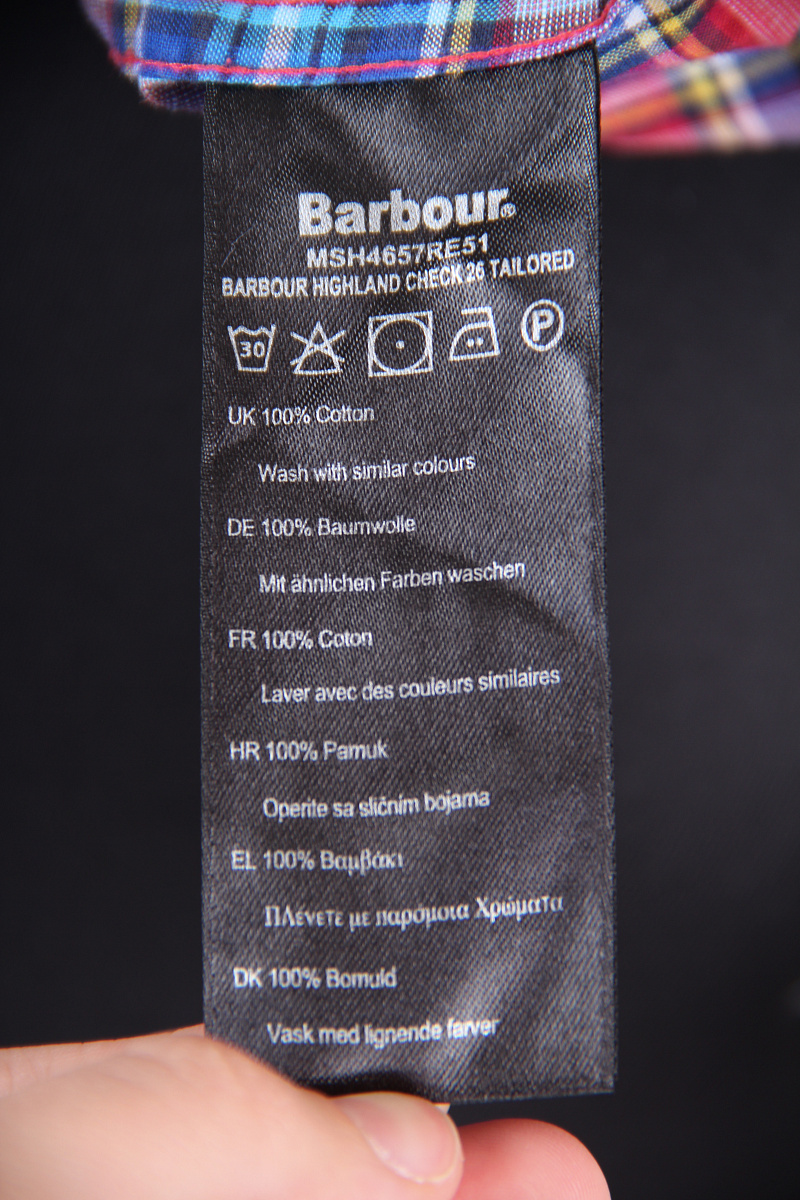 Barbour®
MSH4657RE51
BARBOUR HIGHLAND CHECK 26 TAILORED
30 P
UK 100% Cotton
Wash with similar colours
DE 100% Baumwolle
Mit ähnlichen Farben waschen
FR 100% Coton
Laver avec des couleurs similaires
HR 100% Pamuk
Operite sa sličnim bojama
EL 100% Βαμβάκι
Πλένετε με παρόμοια Χρώματα
DK 100% Bomuld
Vask med lignende farver